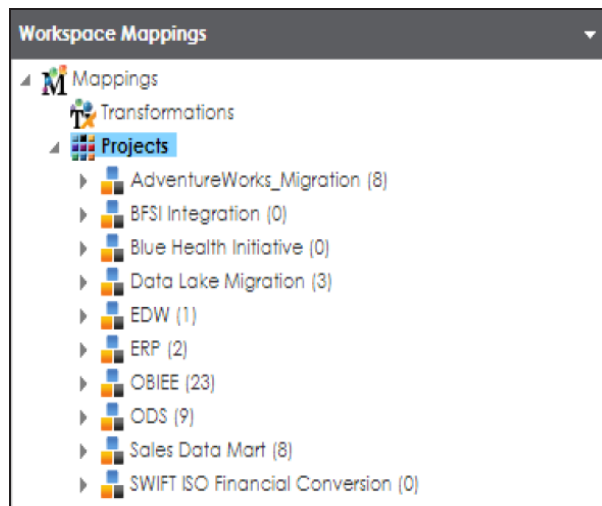 Workspace Mappings
Mappings
Transformations
Projects
AdventureWorks_Migration (8)
BFSI Integration (0)
Blue Health Initiative (0)
Data Lake Migration (3)
EDW (1)
ERP (2)
OBIEE (23)
ODS (9)
Sales Data Mart (8)
SWIFT ISO Financial Conversion (0)